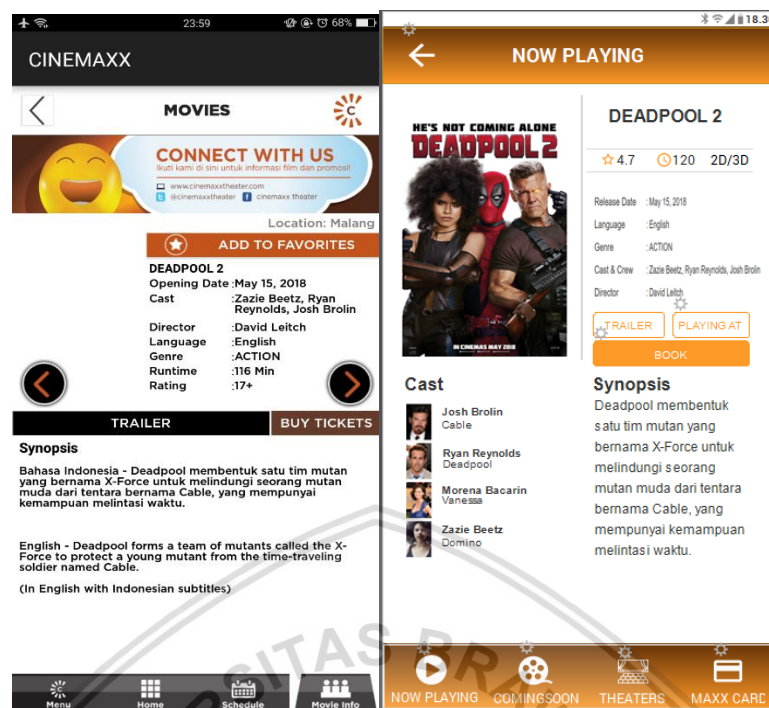 23:59
68%
CINEMAXX
MOVIES
C
CONNECT WITH US
Ikuti kami di sini untuk informasi film dan promosi!
www.cinemaxxtheater.com
@cinemaxxtheater cinemaxx theater
Location: Malang
ADD TO FAVORITES
DEADPOOL 2
Opening Date :May 15, 2018
Cast :Zazie Beetz, Ryan
Reynolds, Josh Brolin
Director :David Leitch
Language :English
Genre :ACTION
Runtime :116 Min
Rating :17+
TRAILER BUY TICKETS
Synopsis
Bahasa Indonesia - Deadpool membentuk satu tim mutan
yang bernama X-Force untuk melindungi seorang mutan
muda dari tentara bernama Cable, yang mempunyai
kemampuan melintasi waktu.
English - Deadpool forms a team of mutants called the X-
Force to protect a young mutant from the time-traveling
soldier named Cable.
(In English with Indonesian subtitles)
Menu Home Schedule Movie Info
18.3
NOW PLAYING
HE'S NOT COMING ALONE
DEADPOOL 2
IN CINEMAS MAY 2018
DEADPOOL 2
4.7 120 2D/3D
Release Date : May 15, 2018
Language : English
Genre : ACTION
Cast & Crew : Zazie Beetz, Ryan Reynolds, Josh Brolin
Director : David Leitch
TRAILER PLAYING AT
BOOK
Cast
Josh Brolin
Cable
Ryan Reynolds
Deadpool
Morena Bacarin
Vanessa
Zazie Beetz
Domino
Synopsis
Deadpool membentuk
satu tim mutan yang
bernama X-Force untuk
melindungi seorang
mutan muda dari tentara
bernama Cable, yang
mempunyai kemampuan
melintasi waktu.
NOW PLAYING COMINGSOON THEATERS MAXX CARD
SITAS BRA